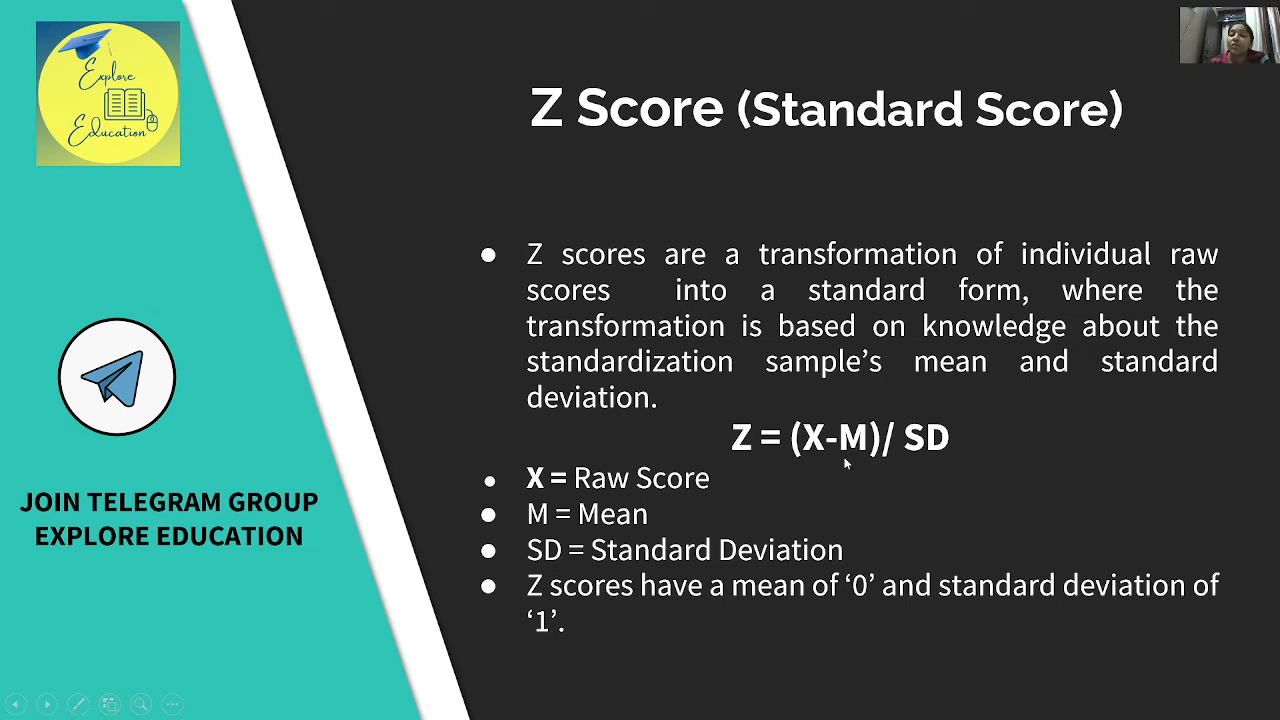 Explore
Education
Z Score (Standard Score)
● Z scores are a transformation of individual raw
scores into a standard form, where the
transformation is based on knowledge about the
standardization sample’s mean and standard
deviation.
Z = (X-M)/ SD
● X = Raw Score
● M = Mean
● SD = Standard Deviation
● Z scores have a mean of ‘0’ and standard deviation of
‘1’.
JOIN TELEGRAM GROUP
EXPLORE EDUCATION